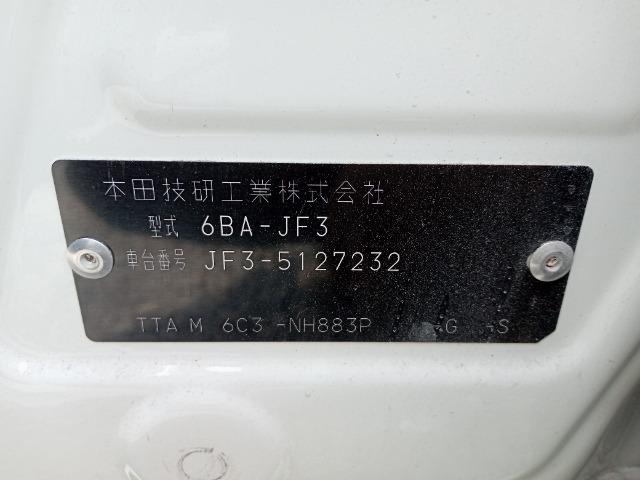 本田技研工業株式会社
型式 6BA-JF3
車台番号 JF3-5127232
TTA M 6C3 -NH883P -G -S